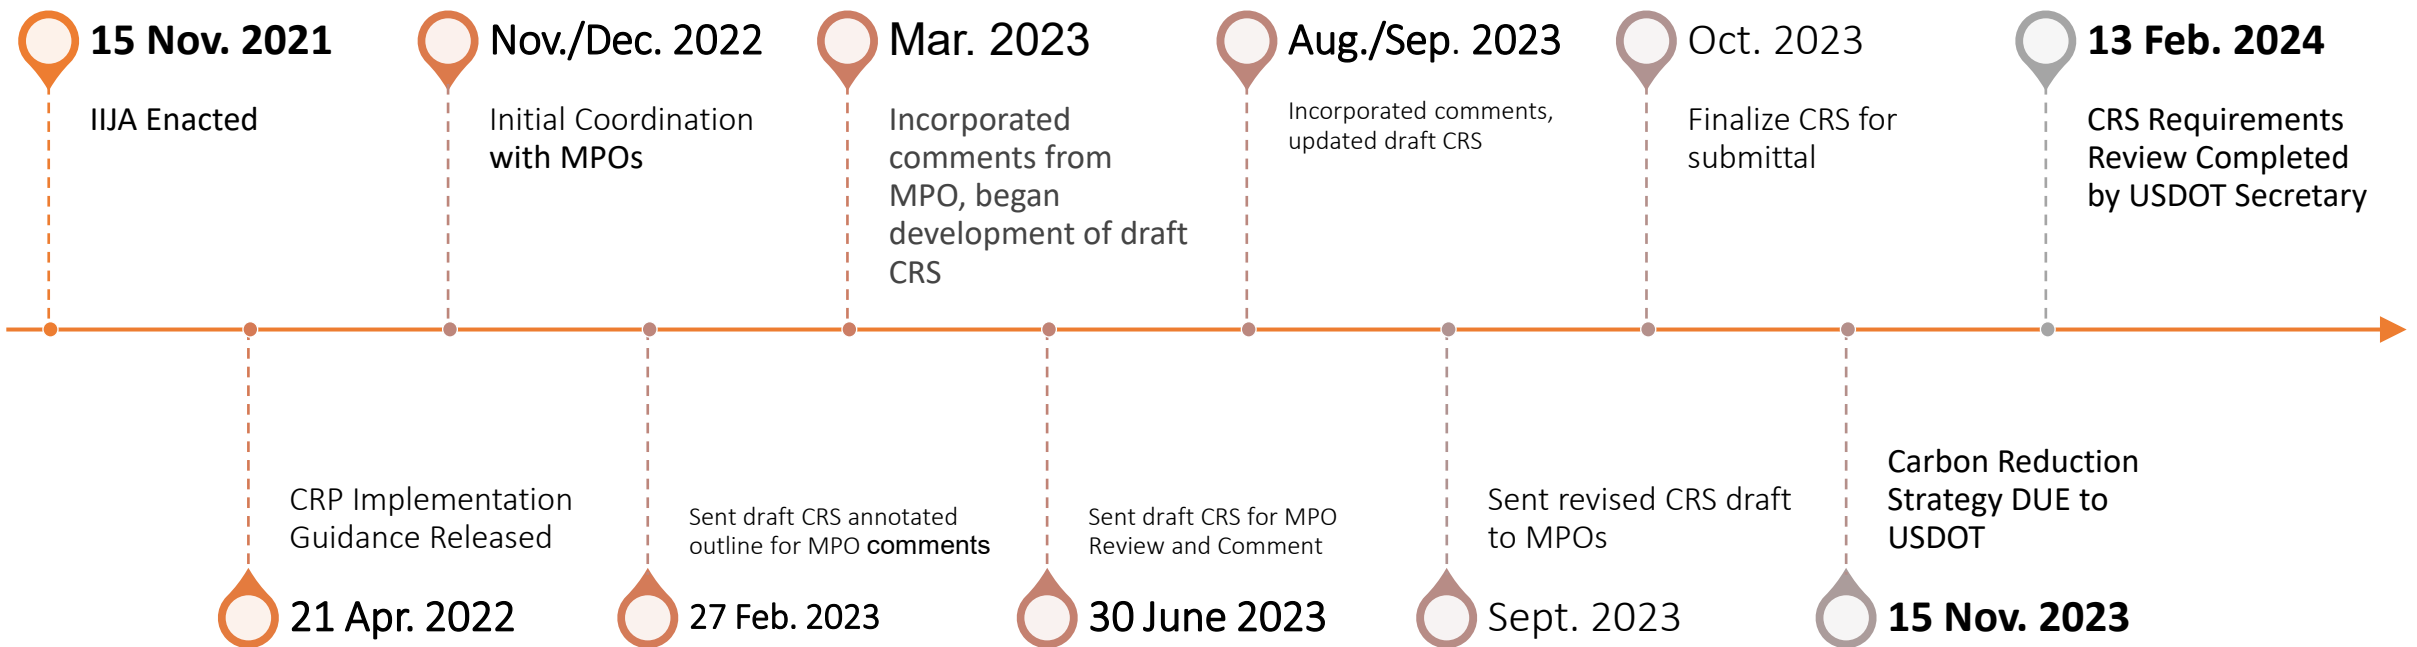 15 Nov. 2021
IIJA Enacted
Nov./Dec. 2022
Initial Coordination
with MPOs
Mar. 2023
Incorporated
comments from
MPO, began
development of draft
CRS
Aug./Sep. 2023
Incorporated comments,
updated draft CRS
Oct. 2023
Finalize CRS for
submittal
13 Feb. 2024
CRS Requirements
Review Completed
by USDOT Secretary
CRP Implementation
Guidance Released
21 Apr. 2022
Sent draft CRS annotated
outline for MPO comments
27 Feb. 2023
Sent draft CRS for MPO
Review and Comment
30 June 2023
Sent revised CRS draft
to MPOs
Sept. 2023
Carbon Reduction
Strategy DUE to
USDOT
15 Nov. 2023